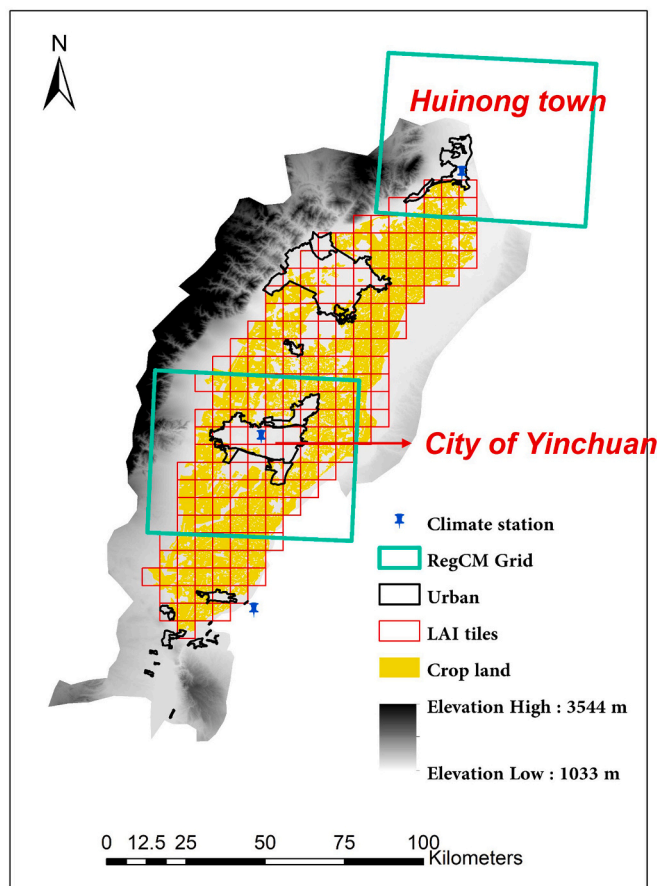 N
Huinong town
City of Yinchuan
Climate station
RegCM Grid
Urban
LAI tiles
Crop land
Elevation High : 3544 m
Elevation Low : 1033 m
0 12.5 25 50 75 100
Kilometers